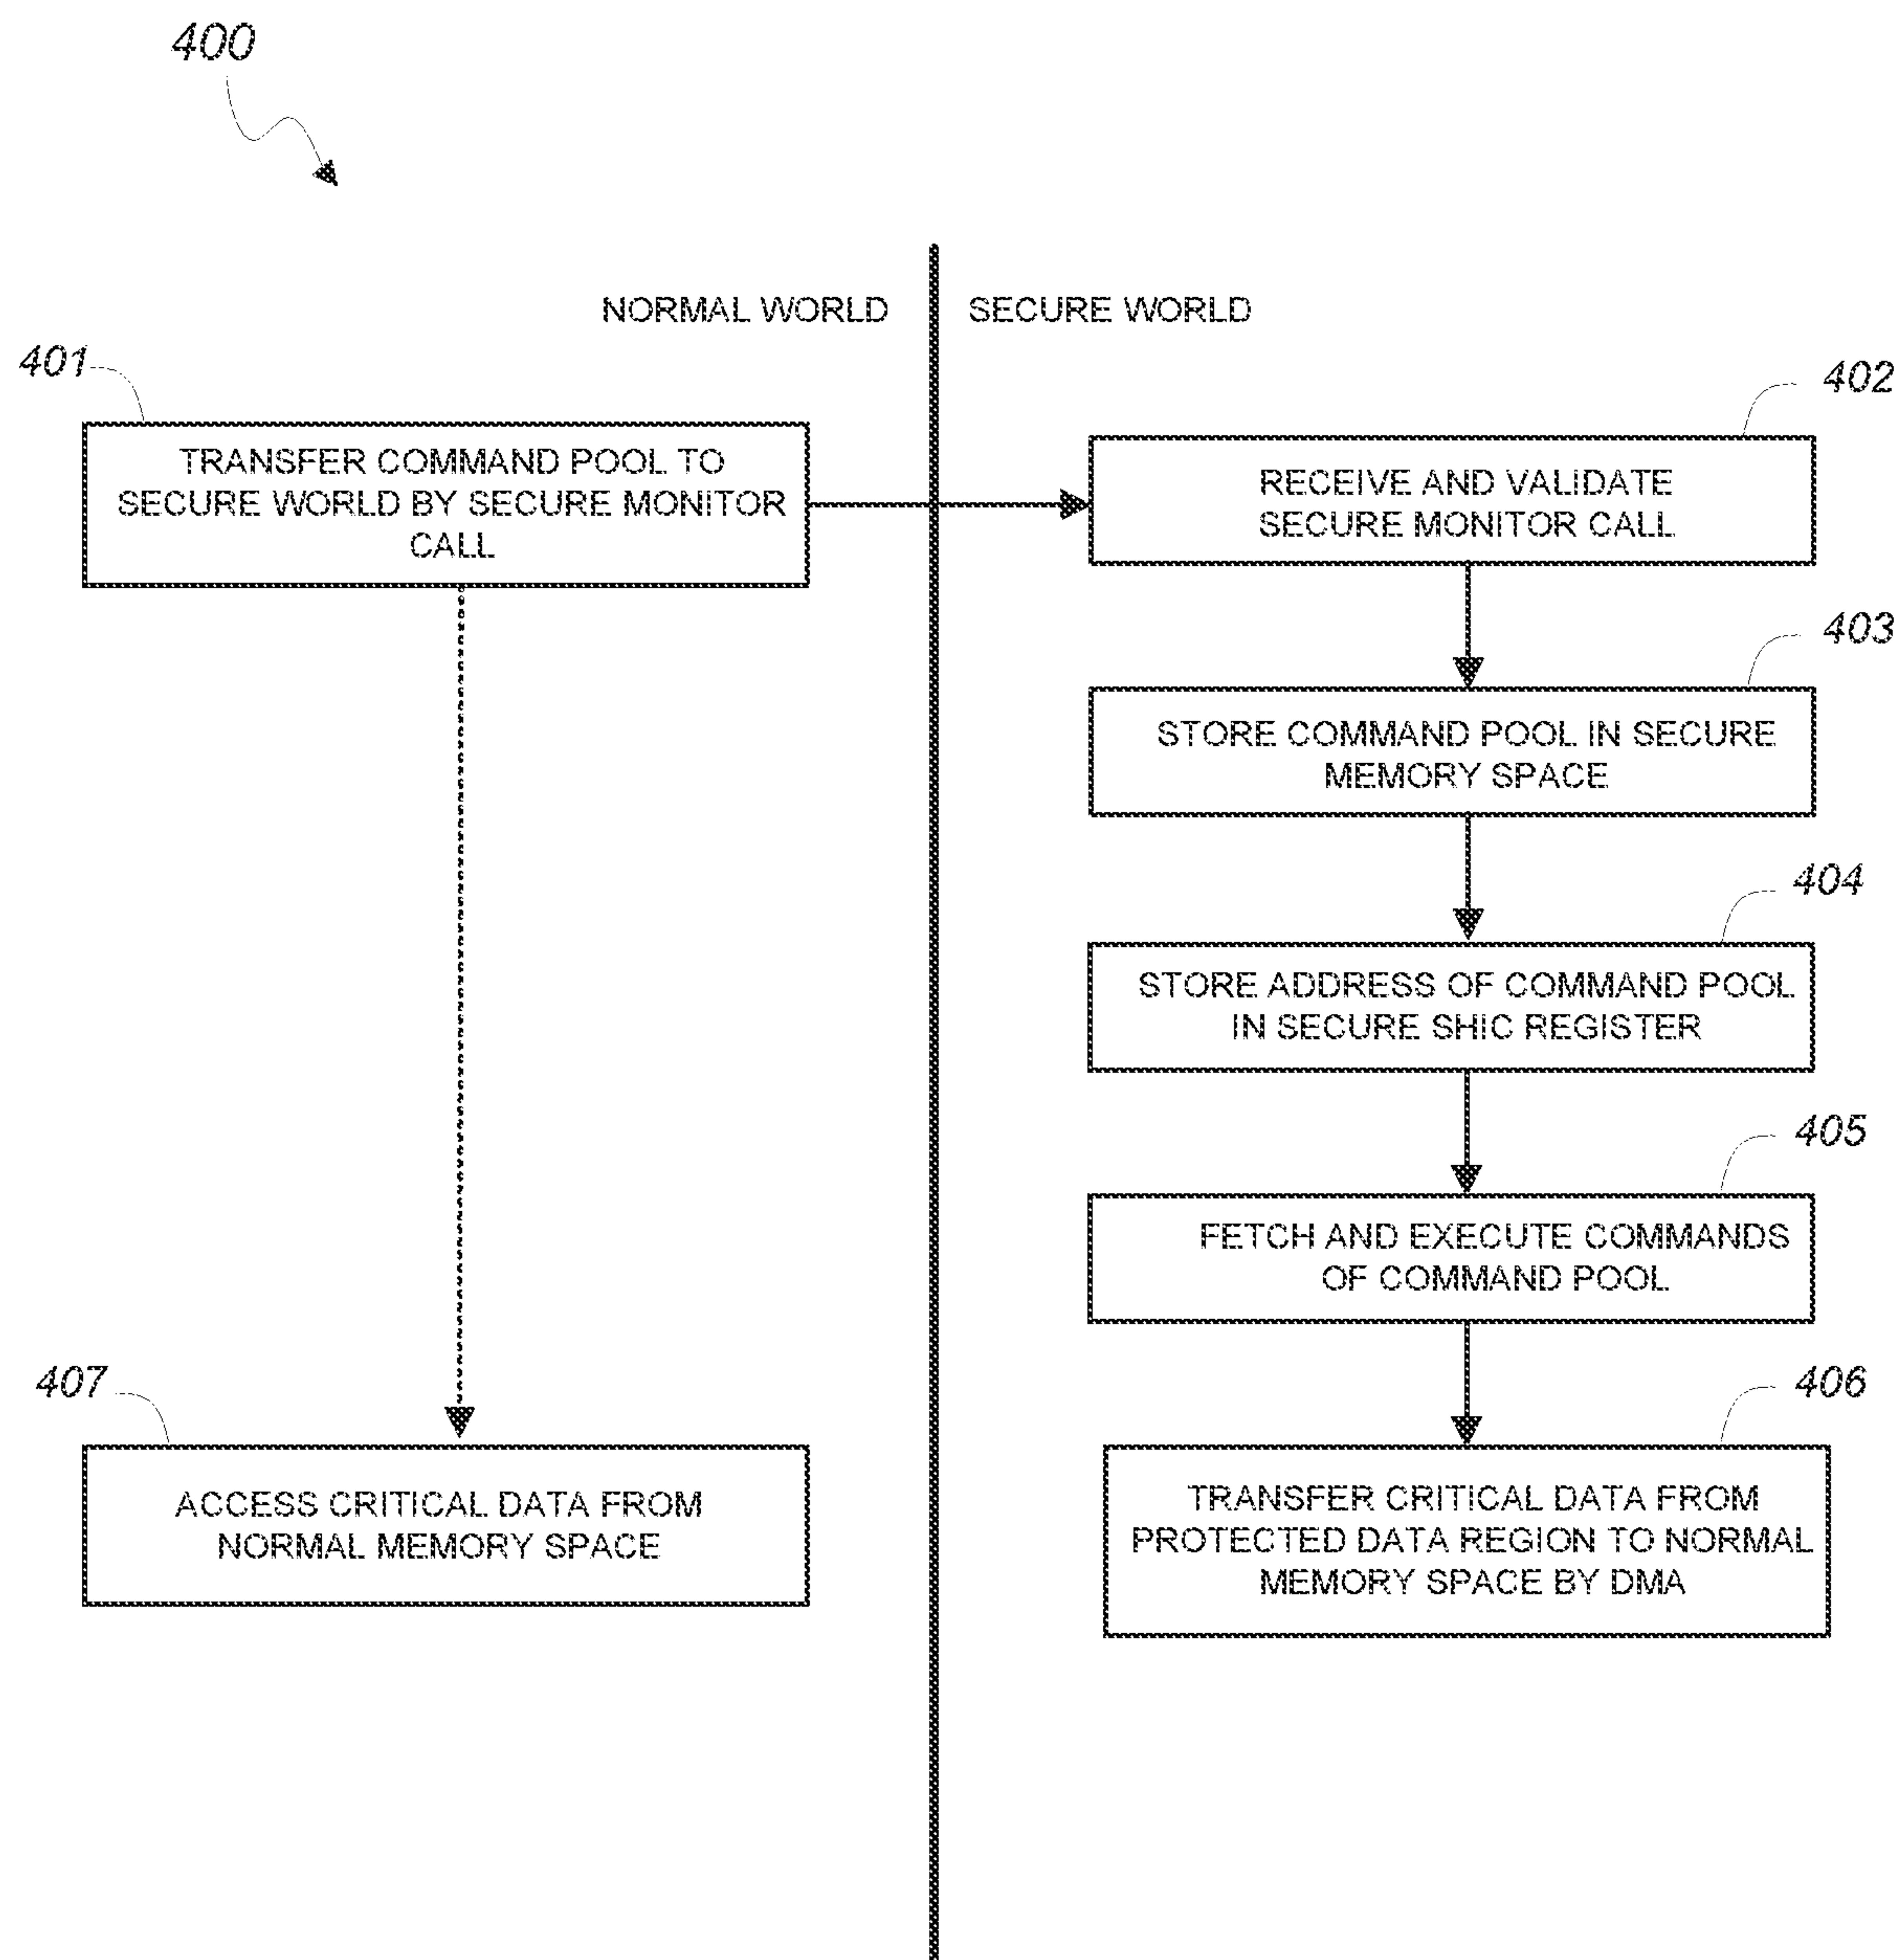 400
NORMAL WORLD
SECURE WORLD
401
TRANSFER COMMAND POOL TO
SECURE WORLD BY SECURE MONITOR
CALL
402
RECEIVE AND VALIDATE
SECURE MONITOR CALL
403
STORE COMMAND POOL IN SECURE
MEMORY SPACE
404
STORE ADDRESS OF COMMAND POOL
IN SECURE SHIC REGISTER
405
FETCH AND EXECUTE COMMANDS
OF COMMAND POOL
407
ACCESS CRITICAL DATA FROM
NORMAL MEMORY SPACE
406
TRANSFER CRITICAL DATA FROM
PROTECTED DATA REGION TO NORMAL
MEMORY SPACE BY DMA